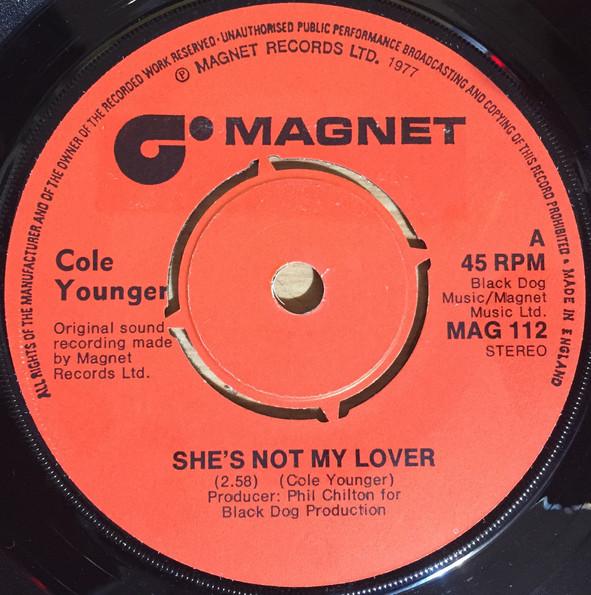 ALL RIGHTS OF THE MANUFACTURER AND OF THE OWNER OF THE RECORDED WORK RESERVED · UNAUTHORISED PUBLIC PERFORMANCE BROADCASTING AND COPYING OF THIS RECORD PROHIBITED • MADE IN ENGLAND
Ⓟ MAGNET RECORDS LTD. 1977
MAGNET
Cole
Younger
Original sound
recording made
by Magnet
Records Ltd.
A
45 RPM
Black Dog
Music/Magnet
Music Ltd.
MAG 112
STEREO
SHE'S NOT MY LOVER
(2.58) (Cole Younger)
Producer: Phil Chilton for
Black Dog Production